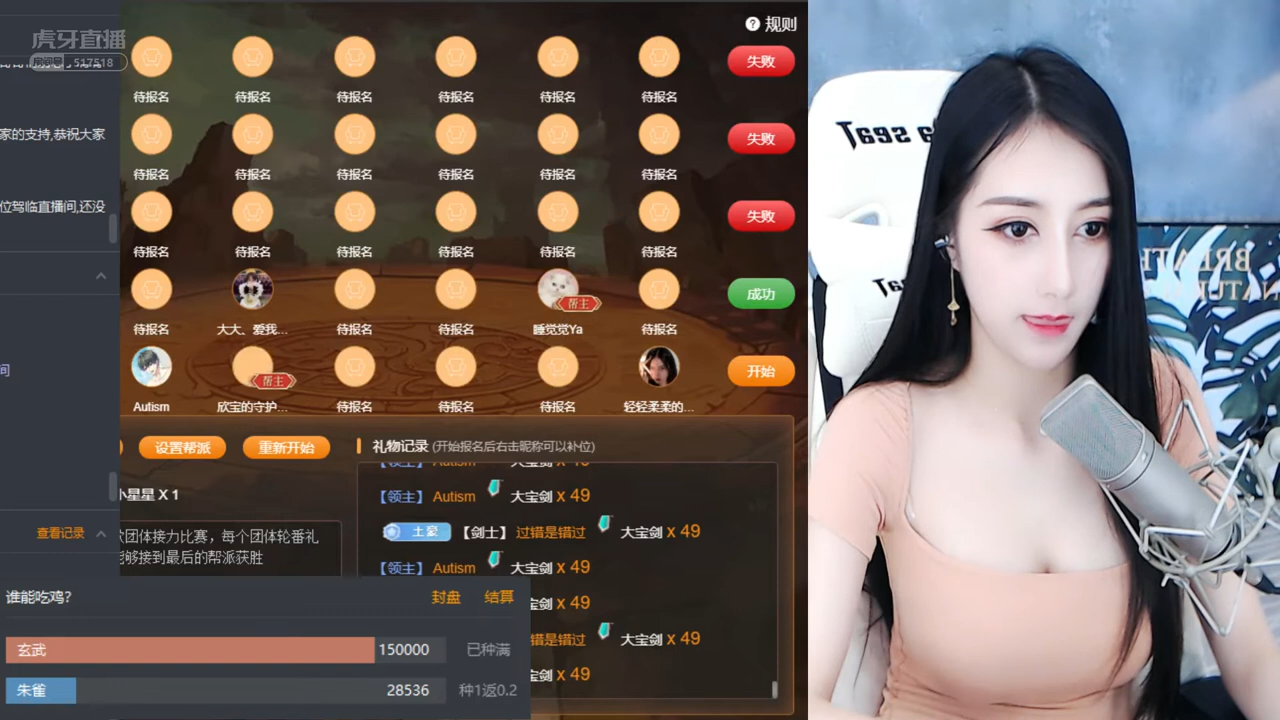 虎牙直播
房间号 517518
规则
失败
待报名 待报名 待报名 待报名 待报名 待报名
失败
待报名 待报名 待报名 待报名 待报名 待报名
家的支持,恭祝大家
失败
待报名 待报名 待报名 待报名 待报名 待报名
位驾临直播间,还没
成功
帮主
待报名 大大、爱我... 待报名 待报名 睡觉觉Ya 待报名
间
开始
帮主
Autism 欣宝的守护... 待报名 待报名 待报名 轻轻柔柔的...
设置帮派 重新开始
礼物记录 (开始报名后右击昵称可以补位)
小星星 X 1
【领主】 Autism 大宝剑 x 49
土豪 【剑士】 过错是错过 大宝剑 x 49
【领主】 Autism 大宝剑 x 49
宝剑 x 49
错是错过 大宝剑 x 49
宝剑 x 49
查看记录
团体接力比赛，每个团体轮番礼
能够接到最后的帮派获胜
谁能吃鸡? 封盘 结算
玄武 150000 已种满
朱雀 28536 种1返0.2